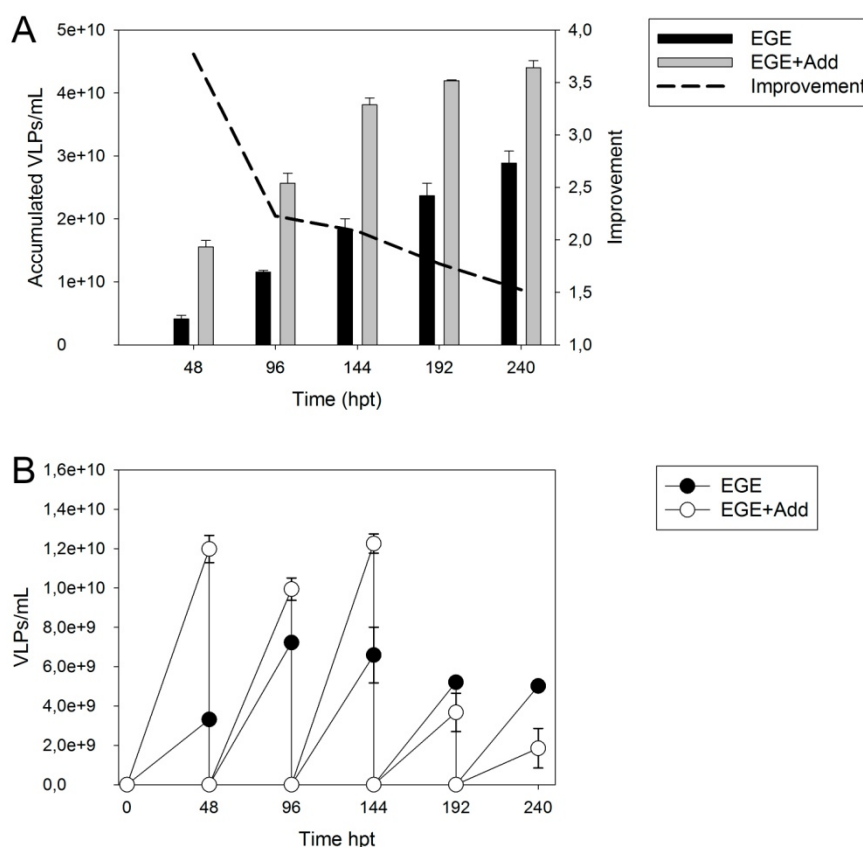 A
5e+10
4e+10
3e+10
2e+10
1e+10
0
Accumulated VLPs/mL
4,0
3,5
3,0
2,5
2,0
1,5
1,0
Improvement
48 96 144 192 240
Time (hpt)
EGE
EGE+Add
Improvement
B
1,6e+10
1,4e+10
1,2e+10
1,0e+10
8,0e+9
6,0e+9
4,0e+9
2,0e+9
0,0
VLPs/mL
0 48 96 144 192 240
Time hpt
EGE
EGE+Add